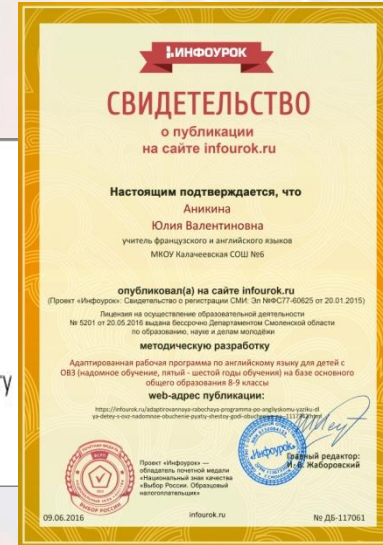 ИНФОУРОК
СВИДЕТЕЛЬСТВО
о публикации
на сайте infourok.ru
Настоящим подтверждается, что
Аникина
Юлия Валентиновна
учитель французского и английского языков
МКОУ Калачеевская СОШ №6
опубликовал(а) на сайте infourok.ru
(Проект «Инфоурок»: Свидетельство о регистрации СМИ: Эл №ФС77-60625 от 20.01.2015)
Лицензия на осуществление образовательной деятельности
№ 5201 от 20.05.2016 выдана бессрочно Департаментом Смоленской области
по образованию, науке и делам молодёжи
методическую разработку
Адаптированная рабочая программа по английскому языку для детей с
ОВЗ (надомное обучение, пятый - шестой годы обучения) на базе основного
общего образования 8-9 классы
web-адрес публикации:
Проект «Инфоурок» —
обладатель почетной медали
«Национальный знак качества
«Выбор России. Образцовый
налогоплательщик»
Инфоурок
Главный редактор:
И. В. Жаборовский
ВЫБОР РОССИИ
09.06.2016
infourok.ru
№ ДБ-117061
ту